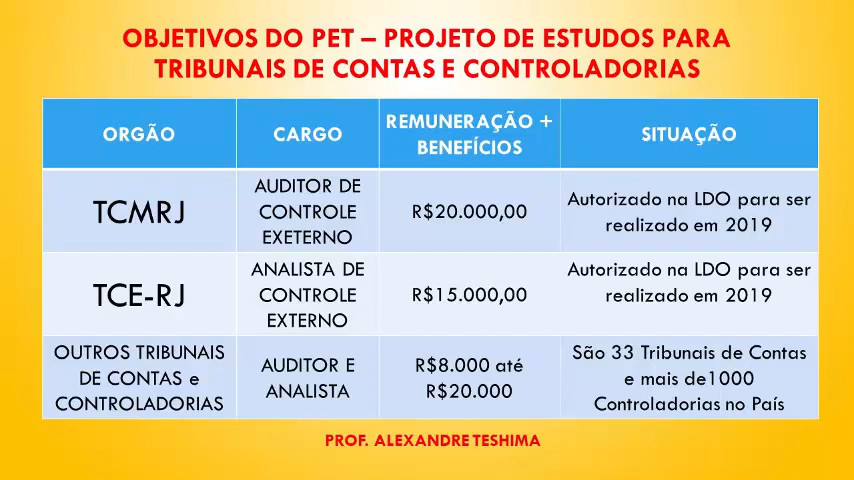 OBJETIVOS DO PET – PROJETO DE ESTUDOS PARA
TRIBUNAIS DE CONTAS E CONTROLADORIAS
ORGÃO
CARGO
REMUNERAÇÃO +
BENEFÍCIOS
SITUAÇÃO
TCMRJ
AUDITOR DE
CONTROLE
EXETERNO
R$20.000,00
Autorizado na LDO para ser
realizado em 2019
TCE-RJ
ANALISTA DE
CONTROLE
EXTERNO
R$15.000,00
Autorizado na LDO para ser
realizado em 2019
OUTROS TRIBUNAIS
DE CONTAS e
CONTROLADORIAS
AUDITOR E
ANALISTA
R$8.000 até
R$20.000
São 33 Tribunais de Contas
e mais de1000
Controladorias no País
PROF. ALEXANDRE TESHIMA